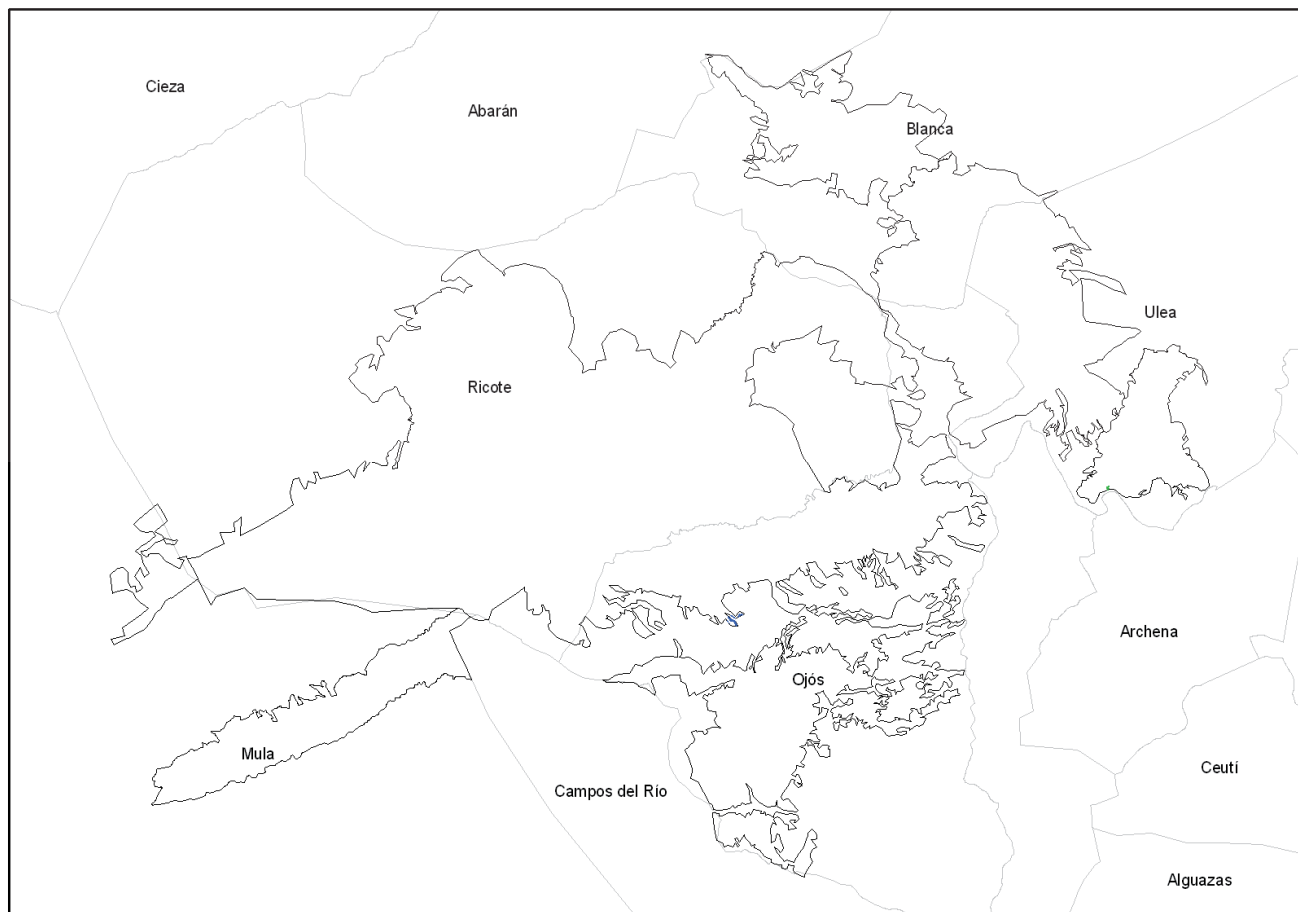 Cieza
Abarán
Blanca
Ulea
Ricote
Archena
Ojós
Mula
Ceutí
Campos del Río
Alguazas